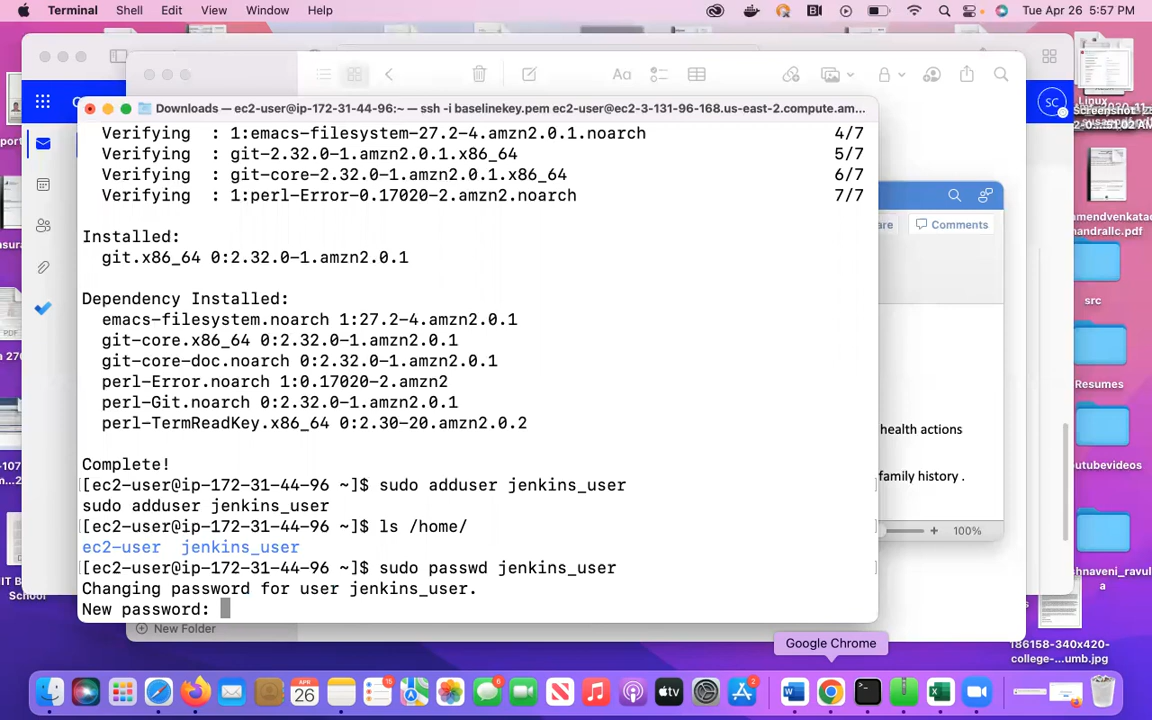 Terminal Shell Edit View Window Help
Tue Apr 26 5:57 PM
Downloads — ec2-user@ip-172-31-44-96:~ — ssh -i baselinekey.pem ec2-user@ec2-3-131-96-168.us-east-2.compute.am...
Verifying : 1:emacs-filesystem-27.2-4.amzn2.0.1.noarch 4/7
Verifying : git-2.32.0-1.amzn2.0.1.x86_64 5/7
Verifying : git-core-2.32.0-1.amzn2.0.1.x86_64 6/7
Verifying : 1:perl-Error-0.17020-2.amzn2.noarch 7/7
Installed:
git.x86_64 0:2.32.0-1.amzn2.0.1
Dependency Installed:
emacs-filesystem.noarch 1:27.2-4.amzn2.0.1
git-core.x86_64 0:2.32.0-1.amzn2.0.1
git-core-doc.noarch 0:2.32.0-1.amzn2.0.1
perl-Error.noarch 1:0.17020-2.amzn2
perl-Git.noarch 0:2.32.0-1.amzn2.0.1
perl-TermReadKey.x86_64 0:2.30-20.amzn2.0.2
Complete!
[ec2-user@ip-172-31-44-96 ~]$ sudo adduser jenkins_user
sudo adduser jenkins_user
[ec2-user@ip-172-31-44-96 ~]$ ls /home/
ec2-user jenkins_user
[ec2-user@ip-172-31-44-96 ~]$ sudo passwd jenkins_user
Changing password for user jenkins_user.
New password:
New Folder
Comments
health actions
family history .
100%
SC
Linux
src
Resumes
186158-340x420-
college-...umb.jpg
Google Chrome